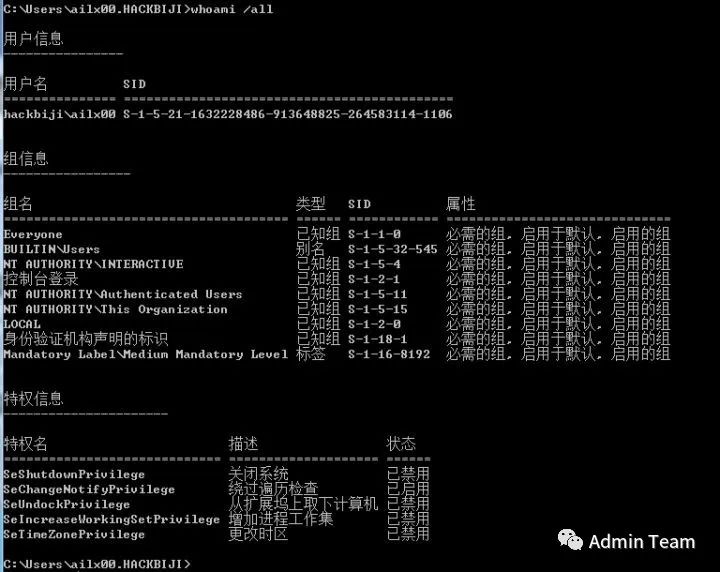 C:\Users\ailx00.HACKBIJI>whoami /all
用户信息
----------------
用户名 SID
=============== ============================================
hackbiji\ailx00 S-1-5-21-1632228486-913648825-264583114-1106
组信息
-----------------
组名 类型 SID 属性
====================================== ====== ============ ==============================
Everyone 已知组 S-1-1-0 必需的组, 启用于默认, 启用的组
BUILTIN\Users 别名 S-1-5-32-545 必需的组, 启用于默认, 启用的组
NT AUTHORITY\INTERACTIVE 已知组 S-1-5-4 必需的组, 启用于默认, 启用的组
控制台登录 已知组 S-1-2-1 必需的组, 启用于默认, 启用的组
NT AUTHORITY\Authenticated Users 已知组 S-1-5-11 必需的组, 启用于默认, 启用的组
NT AUTHORITY\This Organization 已知组 S-1-5-15 必需的组, 启用于默认, 启用的组
LOCAL 已知组 S-1-2-0 必需的组, 启用于默认, 启用的组
身份验证机构声明的标识 已知组 S-1-18-1 必需的组, 启用于默认, 启用的组
Mandatory Label\Medium Mandatory Level 标签 S-1-16-8192 必需的组, 启用于默认, 启用的组
特权信息
----------------------
特权名 描述 状态
============================= ==================== ======
SeShutdownPrivilege 关闭系统 已禁用
SeChangeNotifyPrivilege 绕过遍历检查 已启用
SeUndockPrivilege 从扩展坞上取下计算机 已禁用
SeIncreaseWorkingSetPrivilege 增加进程工作集 已禁用
SeTimeZonePrivilege 更改时区 已禁用
C:\Users\ailx00.HACKBIJI>
Admin Team